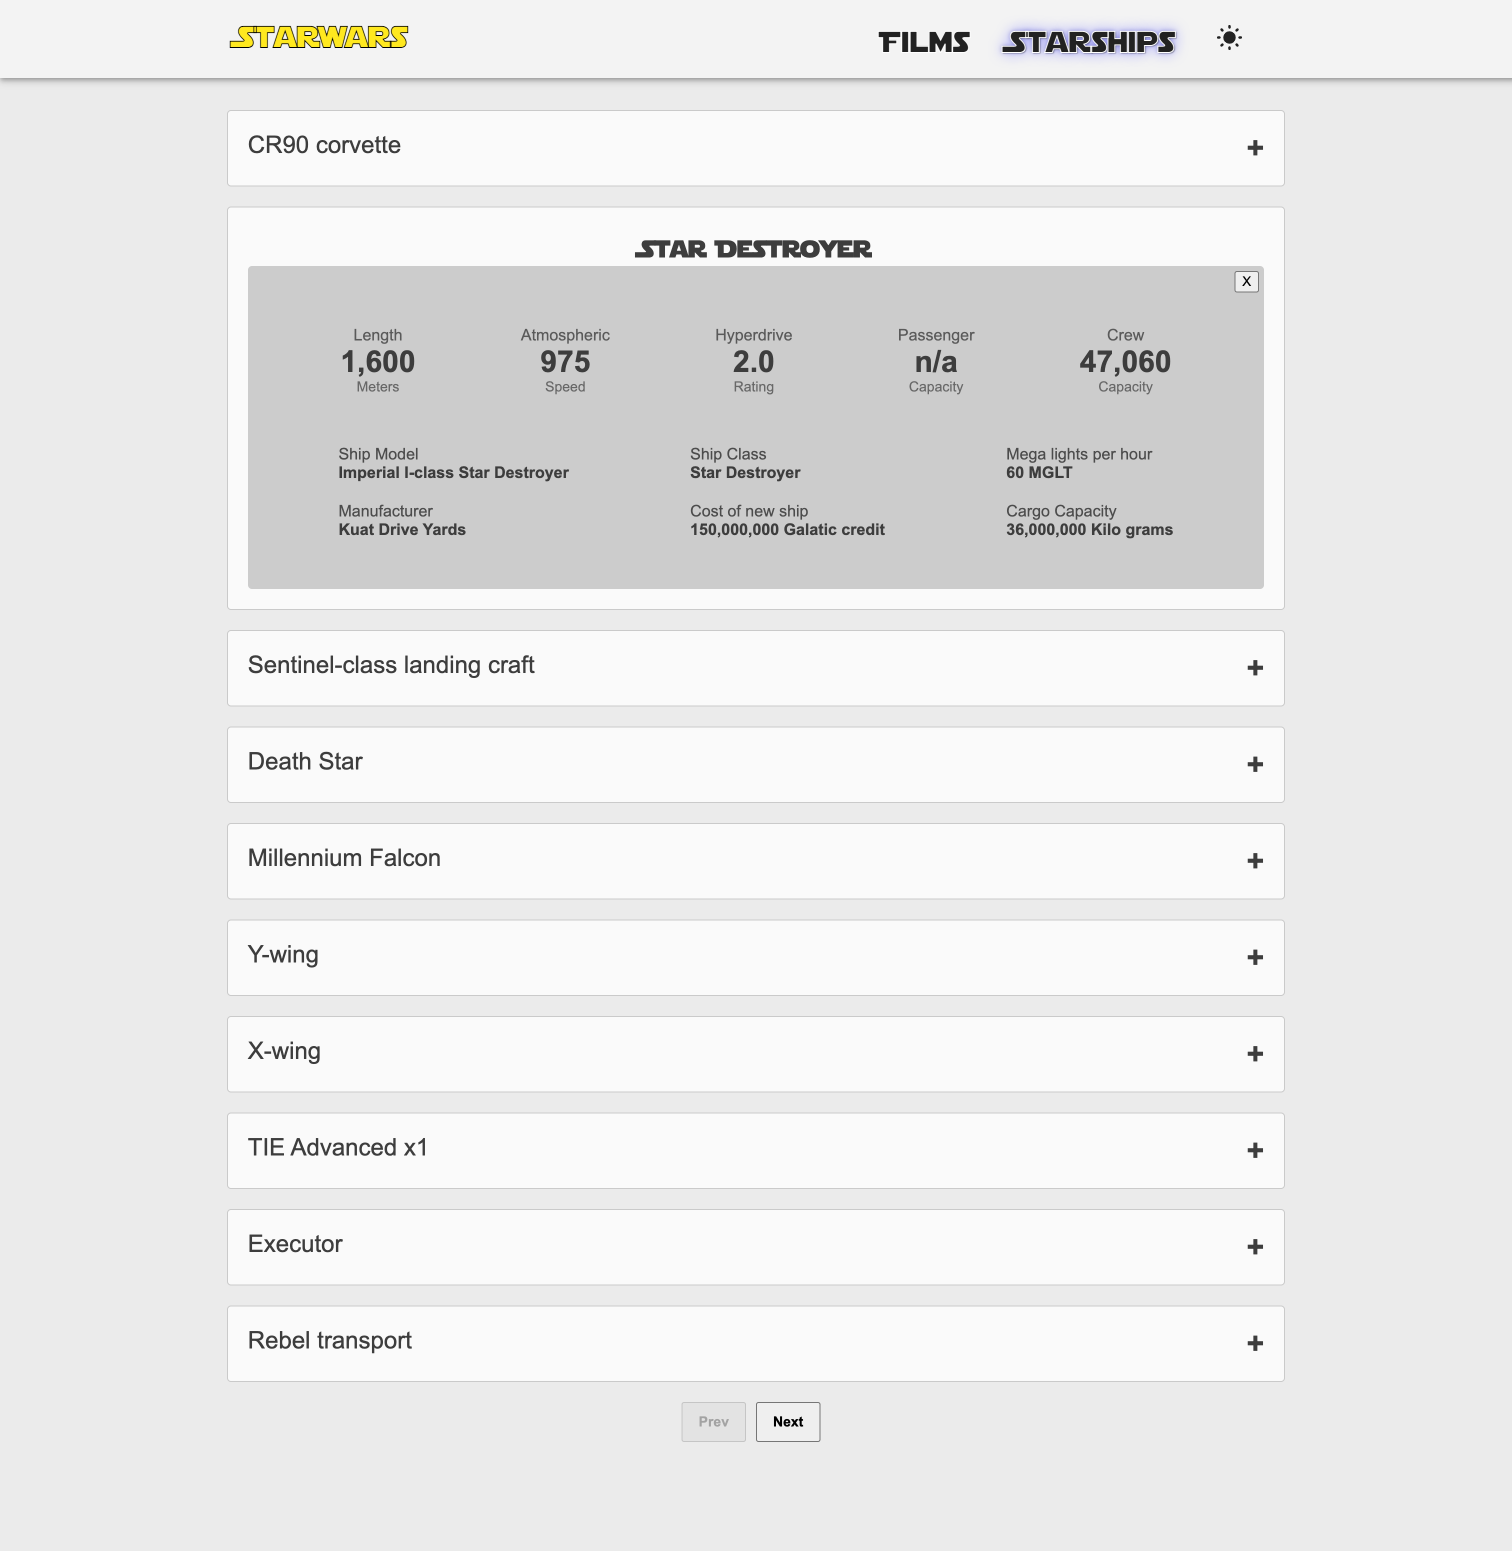 STARWARS
FILMS STARSHIPS
CR90 corvette +
STAR DESTROYER
X
Length Atmospheric Hyperdrive Passenger Crew
1,600 975 2.0 n/a 47,060
Meters Speed Rating Capacity Capacity
Ship Model Ship Class Mega lights per hour
Imperial I-class Star Destroyer Star Destroyer 60 MGLT
Manufacturer Cost of new ship Cargo Capacity
Kuat Drive Yards 150,000,000 Galatic credit 36,000,000 Kilo grams
Sentinel-class landing craft +
Death Star +
Millennium Falcon +
Y-wing +
X-wing +
TIE Advanced x1 +
Executor +
Rebel transport +
Prev Next